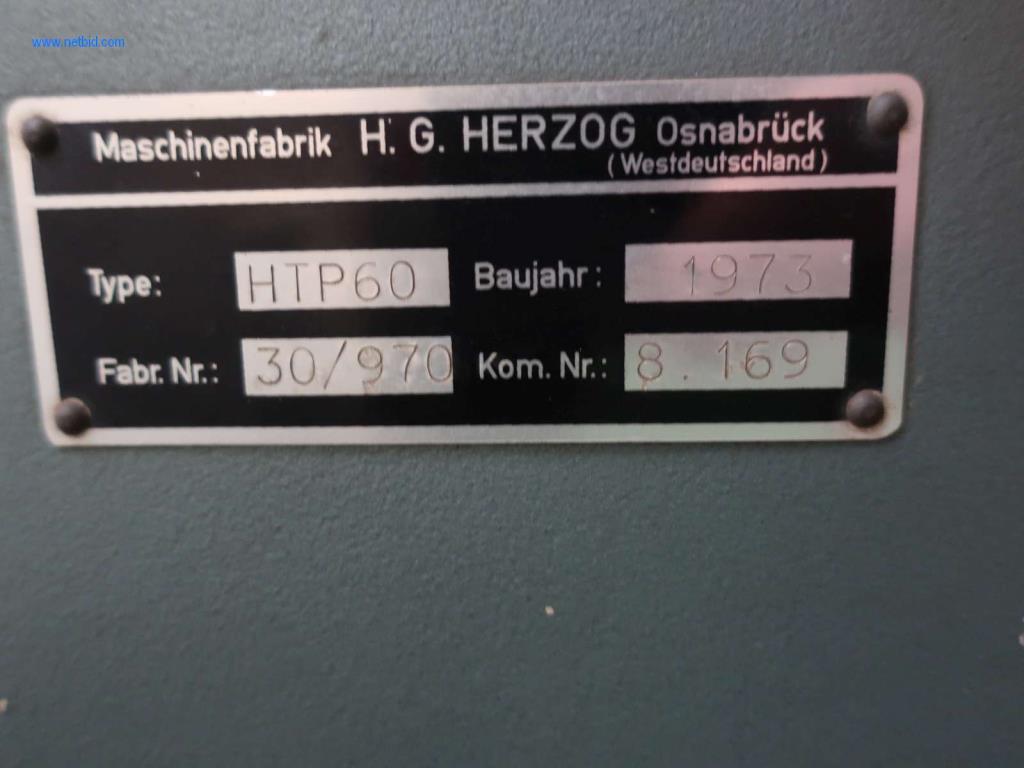 www.netbid.com
Maschinenfabrik H. G. HERZOG Osnabrück
(Westdeutschland)
Type: HTP60 Baujahr: 1973
Fabr. Nr.: 30/970 Kom. Nr.: 8.169